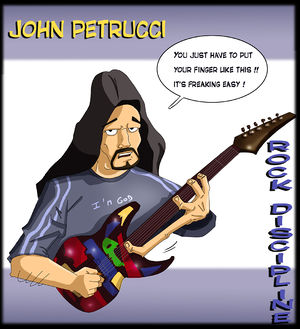 JOHN PETRUCCI
YOU JUST HAVE TO PUT
YOUR FINGER LIKE THIS !!
IT'S FREAKING EASY !
I'n GOD
ROCK DISCIPLINE